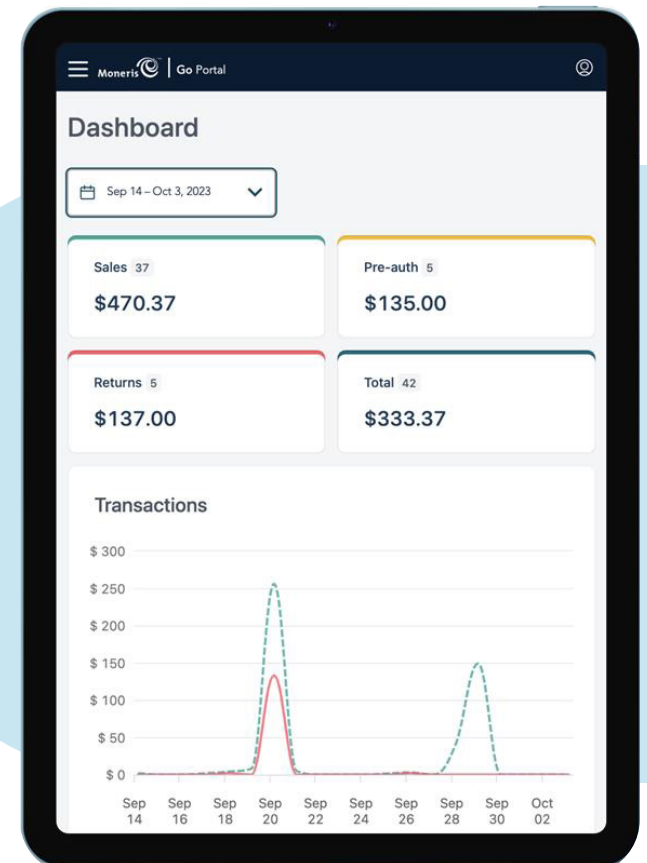 Moneris | Go Portal
Dashboard
Sep 14 – Oct 3, 2023
Sales 37
$470.37
Pre-auth 5
$135.00
Returns 5
$137.00
Total 42
$333.37
Transactions
$ 300
$ 250
$ 200
$ 150
$ 100
$ 50
$ 0
Sep 14
Sep 16
Sep 18
Sep 20
Sep 22
Sep 24
Sep 26
Sep 28
Sep 30
Oct 02